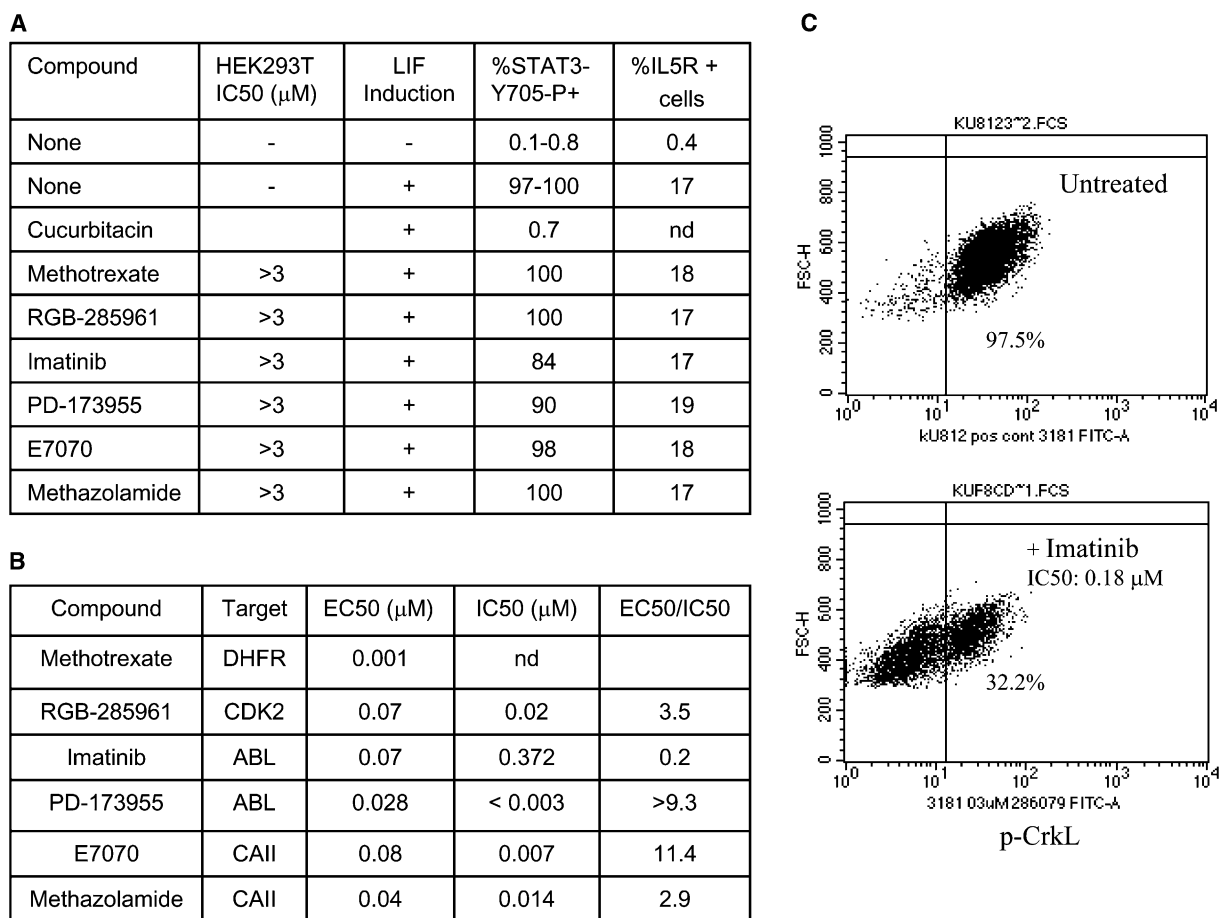 A
Compound HEK293T IC50 (μM) LIF Induction %STAT3-Y705-P+ %IL5R + cells
None - - 0.1-0.8 0.4
None - + 97-100 17
Cucurbitacin + 0.7 nd
Methotrexate >3 + 100 18
RGB-285961 >3 + 100 17
Imatinib >3 + 84 17
PD-173955 >3 + 90 19
E7070 >3 + 98 18
Methazolamide >3 + 100 17
B
Compound Target EC50 (μM) IC50 (μM) EC50/IC50
Methotrexate DHFR 0.001 nd
RGB-285961 CDK2 0.07 0.02 3.5
Imatinib ABL 0.07 0.372 0.2
PD-173955 ABL 0.028 < 0.003 >9.3
E7070 CAII 0.08 0.007 11.4
Methazolamide CAII 0.04 0.014 2.9
C
KU8123~2.FCS
Untreated
97.5%
FSC-H
1000
800
600
400
200
0
10^0 10^1 10^2 10^3 10^4
kU812 pos cont 3181 FITC-A
KUF8CD~1.FCS
+ Imatinib
IC50: 0.18 μM
32.2%
FSC-H
1000
800
600
400
200
0
10^0 10^1 10^2 10^3 10^4
3181 03uM 286079 FITC-A
p-CrkL